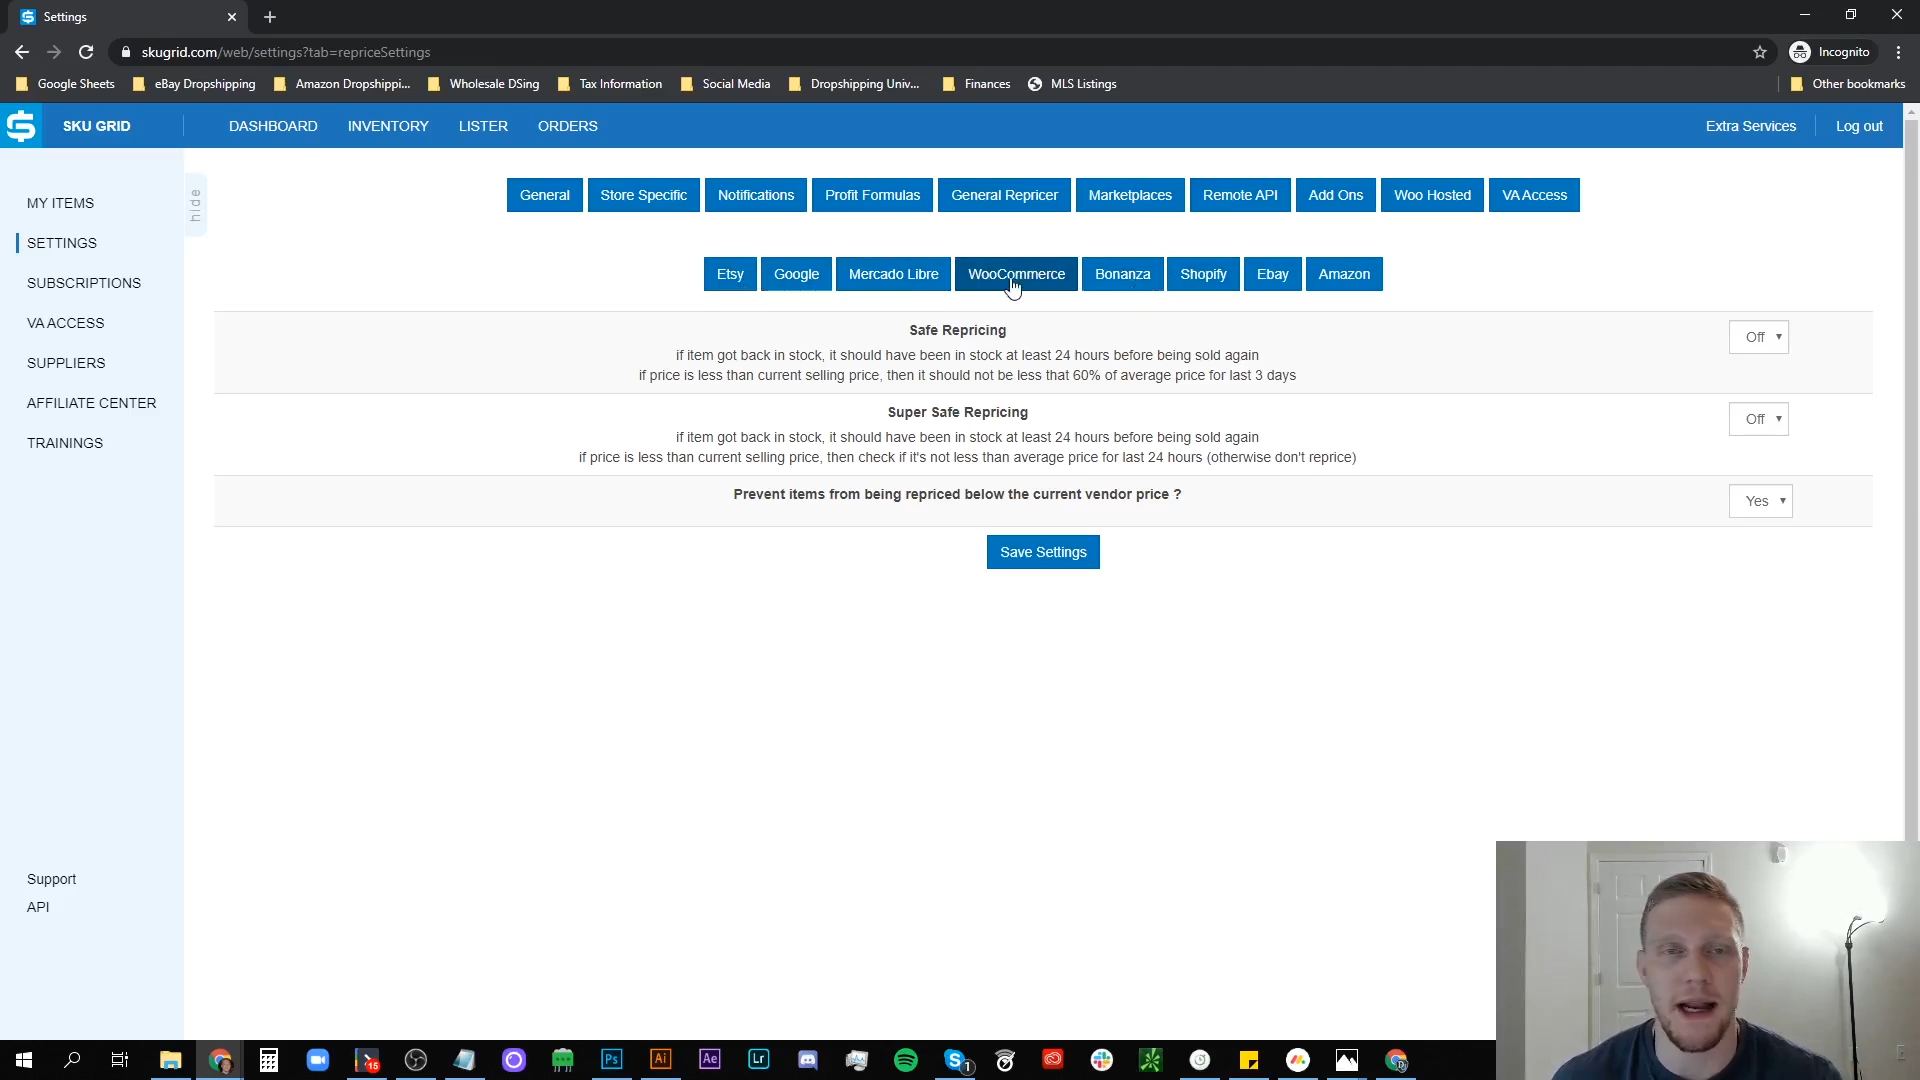 Settings
skugrid.com/web/settings?tab=repriceSettings
Incognito
Google Sheets
eBay Dropshipping
Amazon Dropshippi...
Wholesale DSing
Tax Information
Social Media
Dropshipping Univ...
Finances
MLS Listings
Other bookmarks
SKU GRID
DASHBOARD
INVENTORY
LISTER
ORDERS
Extra Services
Log out
MY ITEMS
SETTINGS
SUBSCRIPTIONS
VA ACCESS
SUPPLIERS
AFFILIATE CENTER
TRAININGS
Support
API
hide
General
Store Specific
Notifications
Profit Formulas
General Repricer
Marketplaces
Remote API
Add Ons
Woo Hosted
VA Access
Etsy
Google
Mercado Libre
WooCommerce
Bonanza
Shopify
Ebay
Amazon
Safe Repricing
if item got back in stock, it should have been in stock at least 24 hours before being sold again
if price is less than current selling price, then it should not be less that 60% of average price for last 3 days
Off
Super Safe Repricing
if item got back in stock, it should have been in stock at least 24 hours before being sold again
if price is less than current selling price, then check if it's not less than average price for last 24 hours (otherwise don't reprice)
Off
Prevent items from being repriced below the current vendor price ?
Yes
Save Settings
15
Ps
Ai
Ae
Lr
S
1